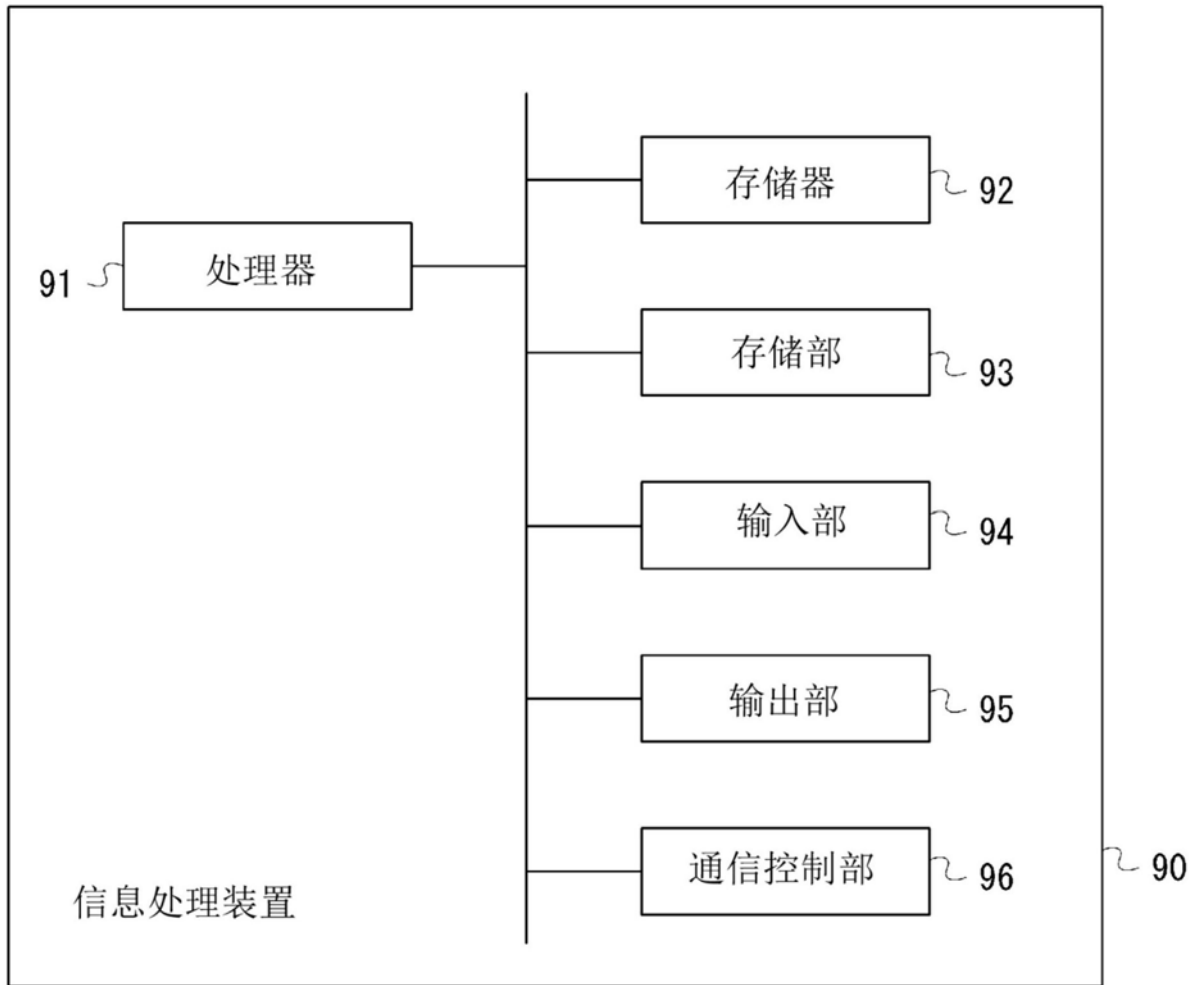 存储器 92
处理器
91
存储部 93
输入部 94
输出部 95
通信控制部 96
90
信息处理装置